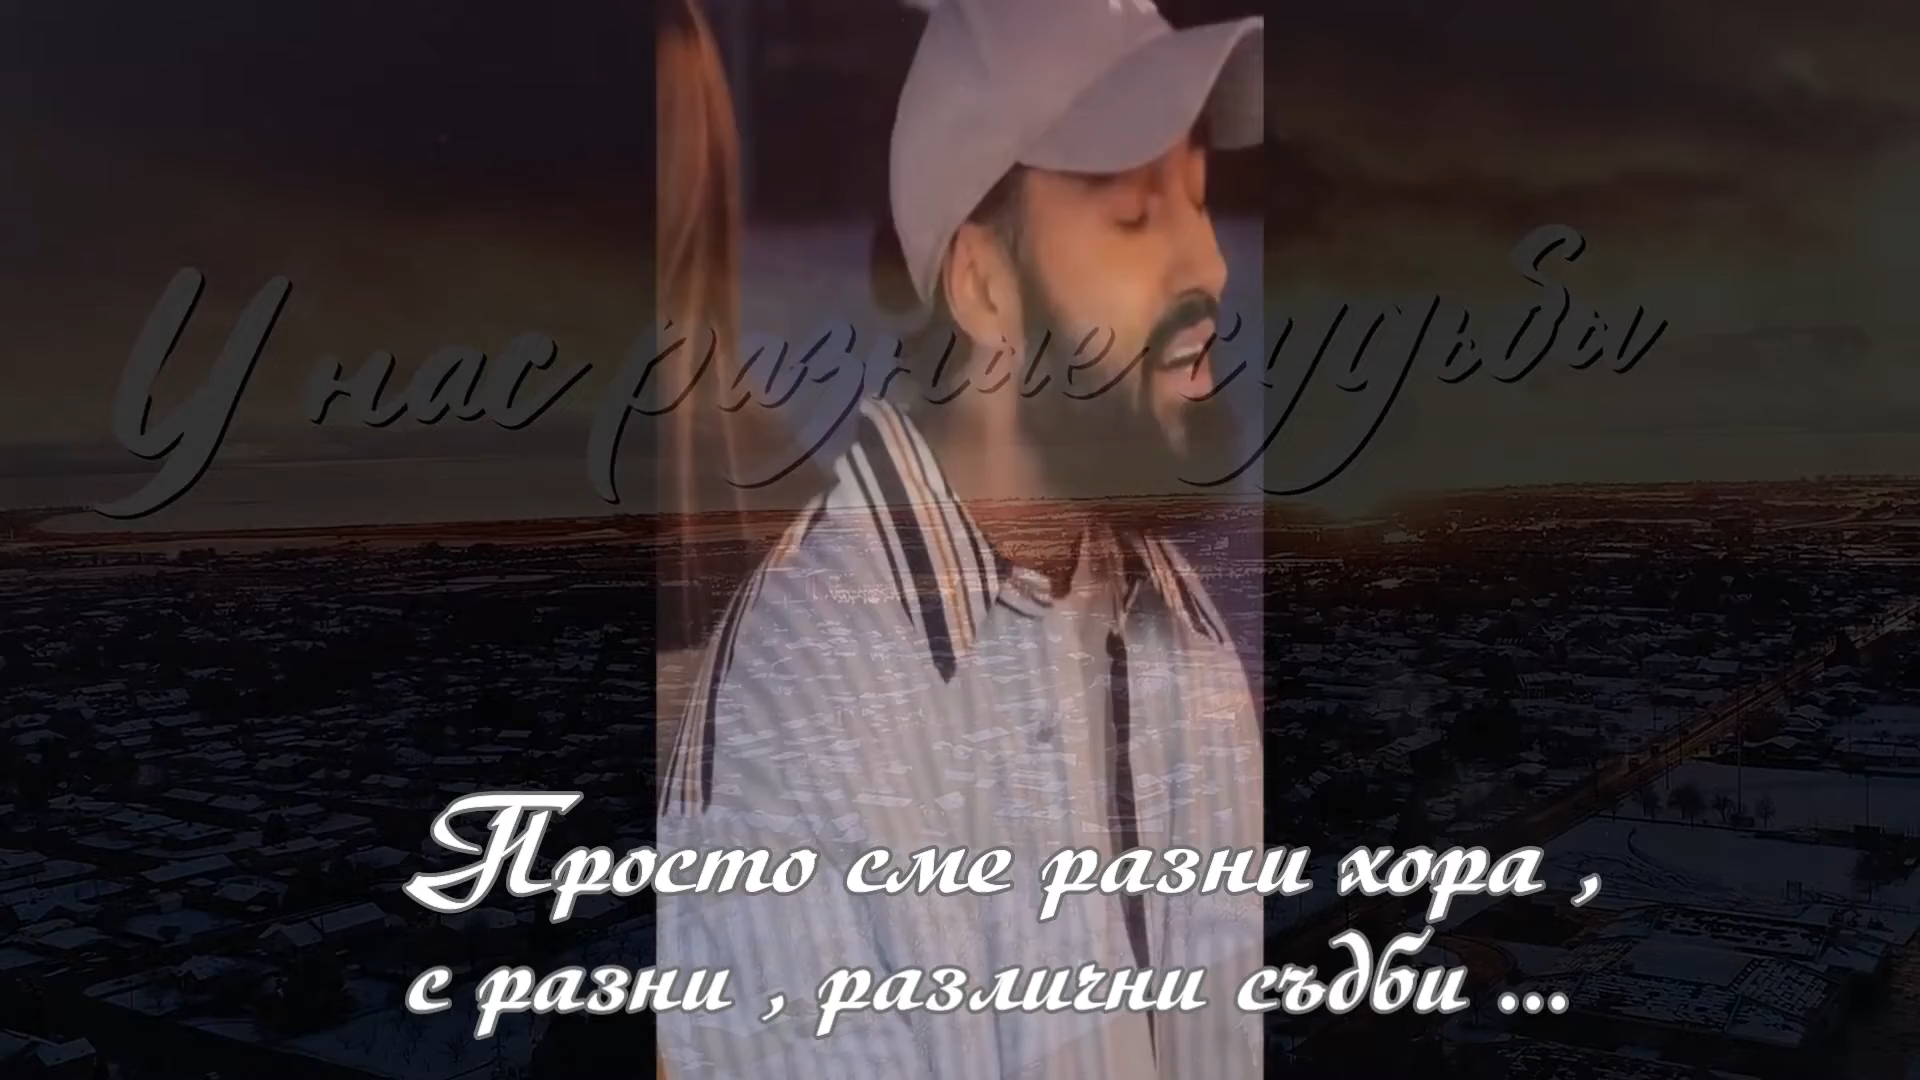 У нас разные судьбы
Просто сме разни хора ,
с разни , различни съдби ...